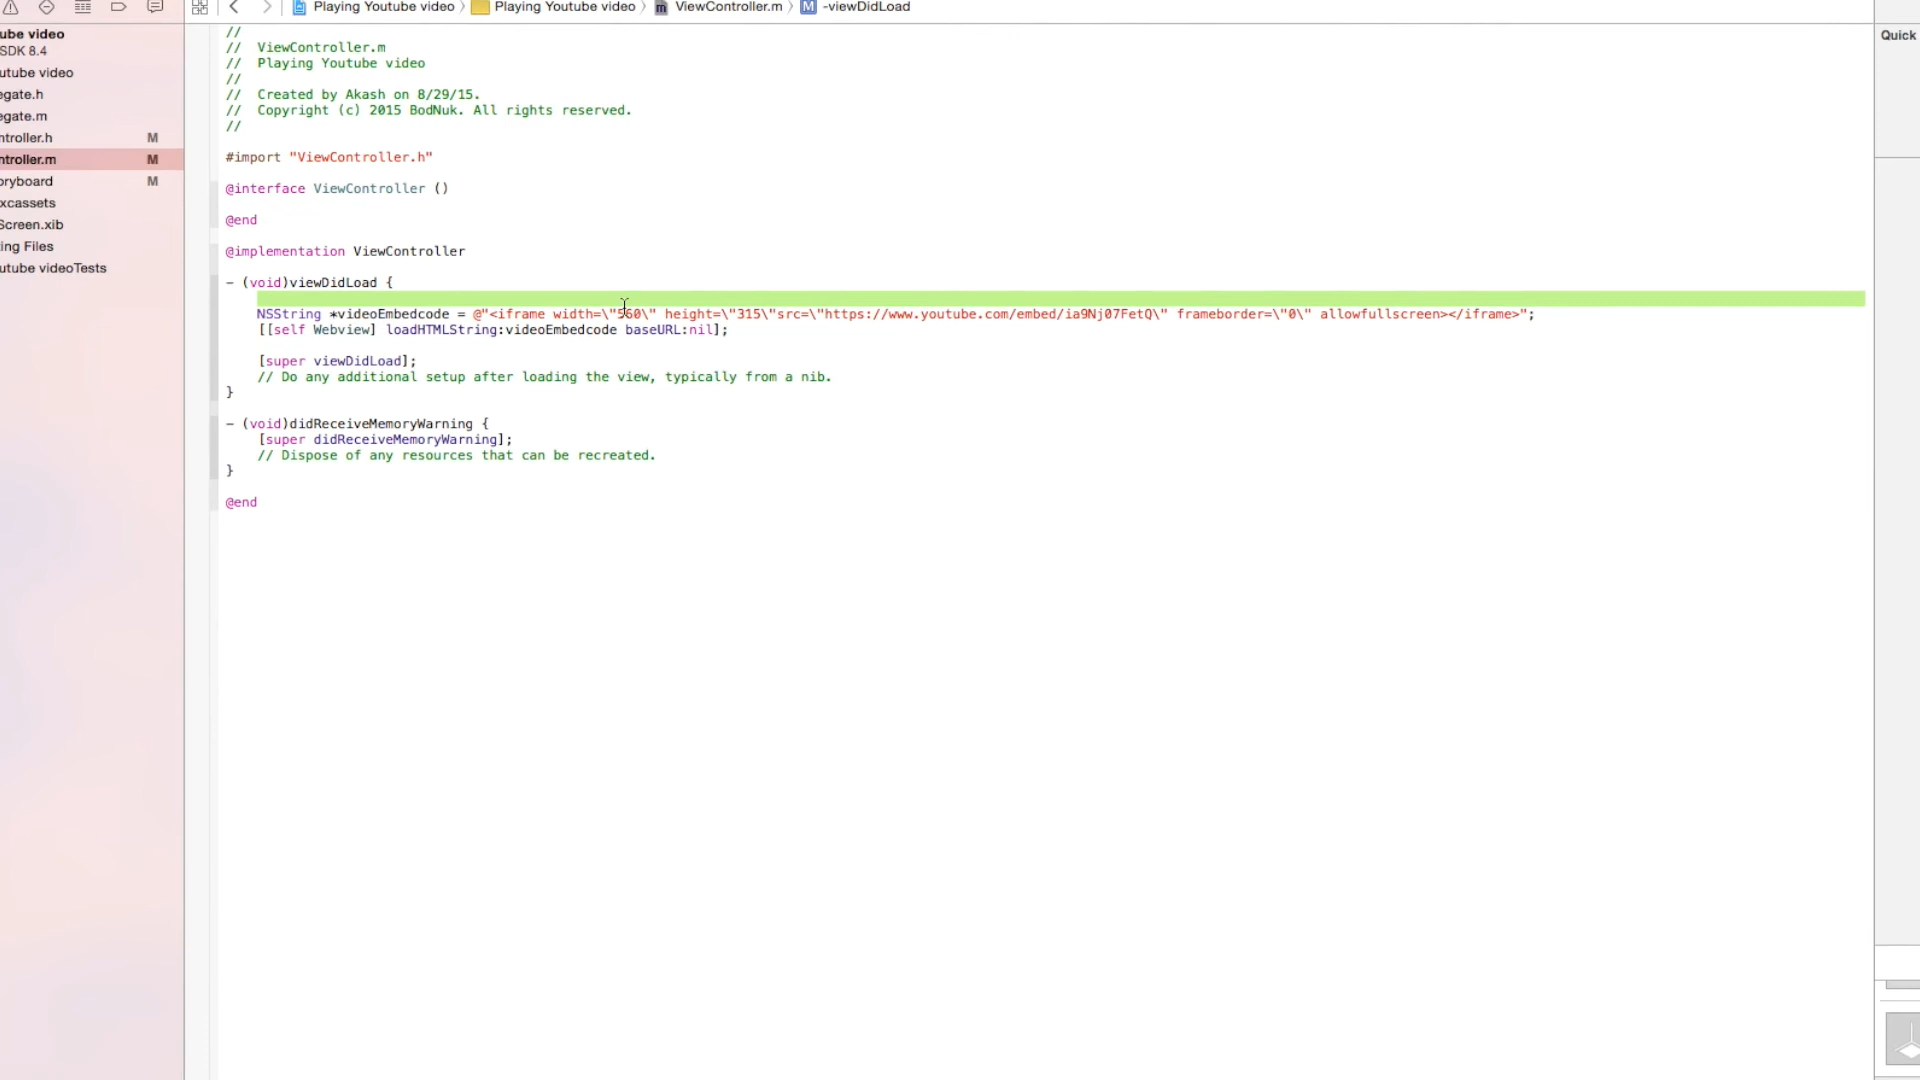 Playing Youtube video Playing Youtube video m ViewController.m M -viewDidLoad
ube video
SDK 8.4
utube video
egate.h
egate.m
ntroller.h M
ntroller.m M
oryboard M
xcassets
Screen.xib
ing Files
utube videoTests
//
//  ViewController.m
//  Playing Youtube video
//
//  Created by Akash on 8/29/15.
//  Copyright (c) 2015 BodNuk. All rights reserved.
//
#import "ViewController.h"
@interface ViewController ()
@end
@implementation ViewController
- (void)viewDidLoad {
NSString *videoEmbedcode = @"<iframe width=\"560\" height=\"315\"src=\"https://www.youtube.com/embed/ia9Nj07FetQ\" frameborder=\"0\" allowfullscreen></iframe>";
[[self Webview] loadHTMLString:videoEmbedcode baseURL:nil];
[super viewDidLoad];
// Do any additional setup after loading the view, typically from a nib.
}
- (void)didReceiveMemoryWarning {
[super didReceiveMemoryWarning];
// Dispose of any resources that can be recreated.
}
@end
Quick